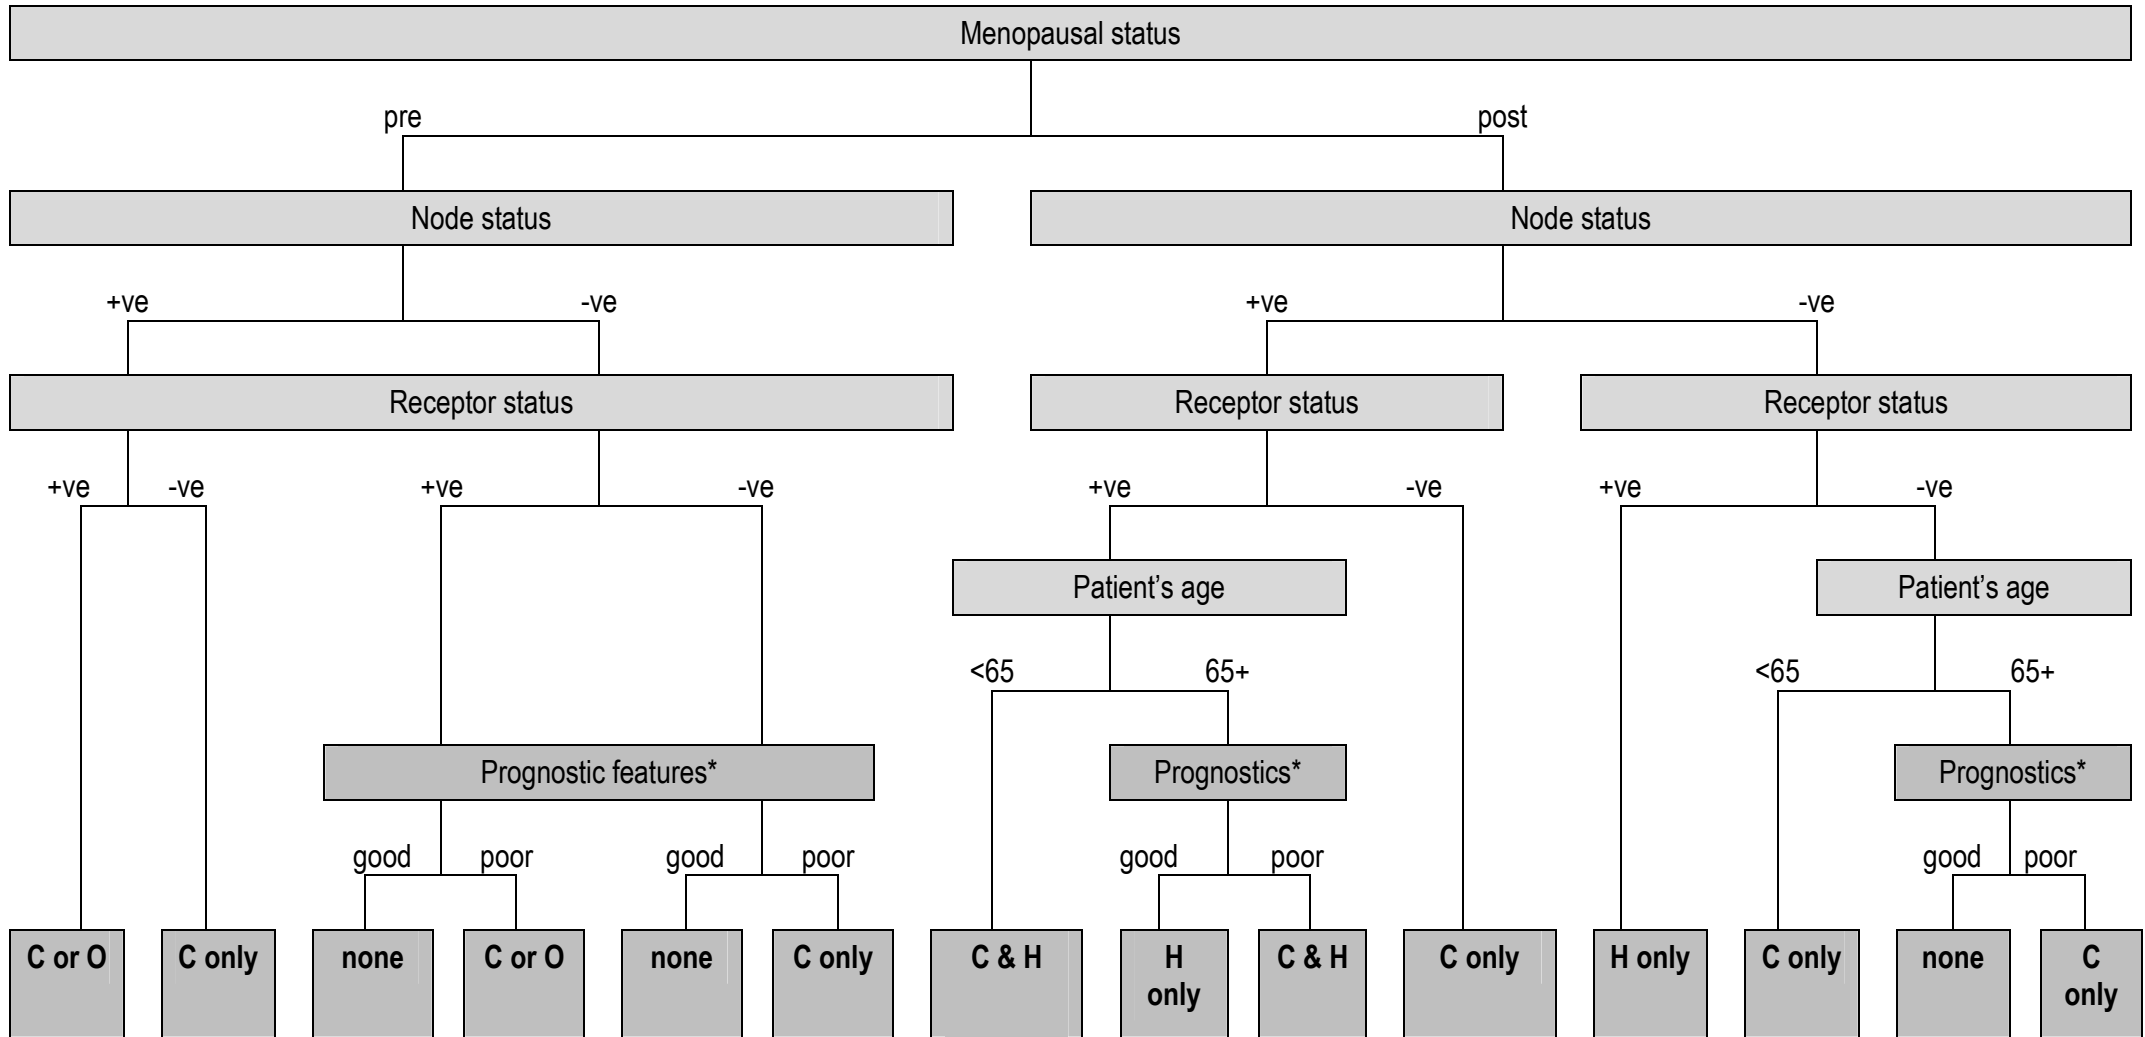 Menopausal status
pre post
Node status Node status
+ve -ve +ve -ve
Receptor status Receptor status Receptor status
+ve -ve +ve -ve +ve -ve +ve -ve
Patient’s age Patient’s age
<65 65+ <65 65+
Prognostic features* Prognostics* Prognostics*
good poor good poor good poor good poor
C or O C only none C or O none C only C & H H only C & H C only H only C only none C only